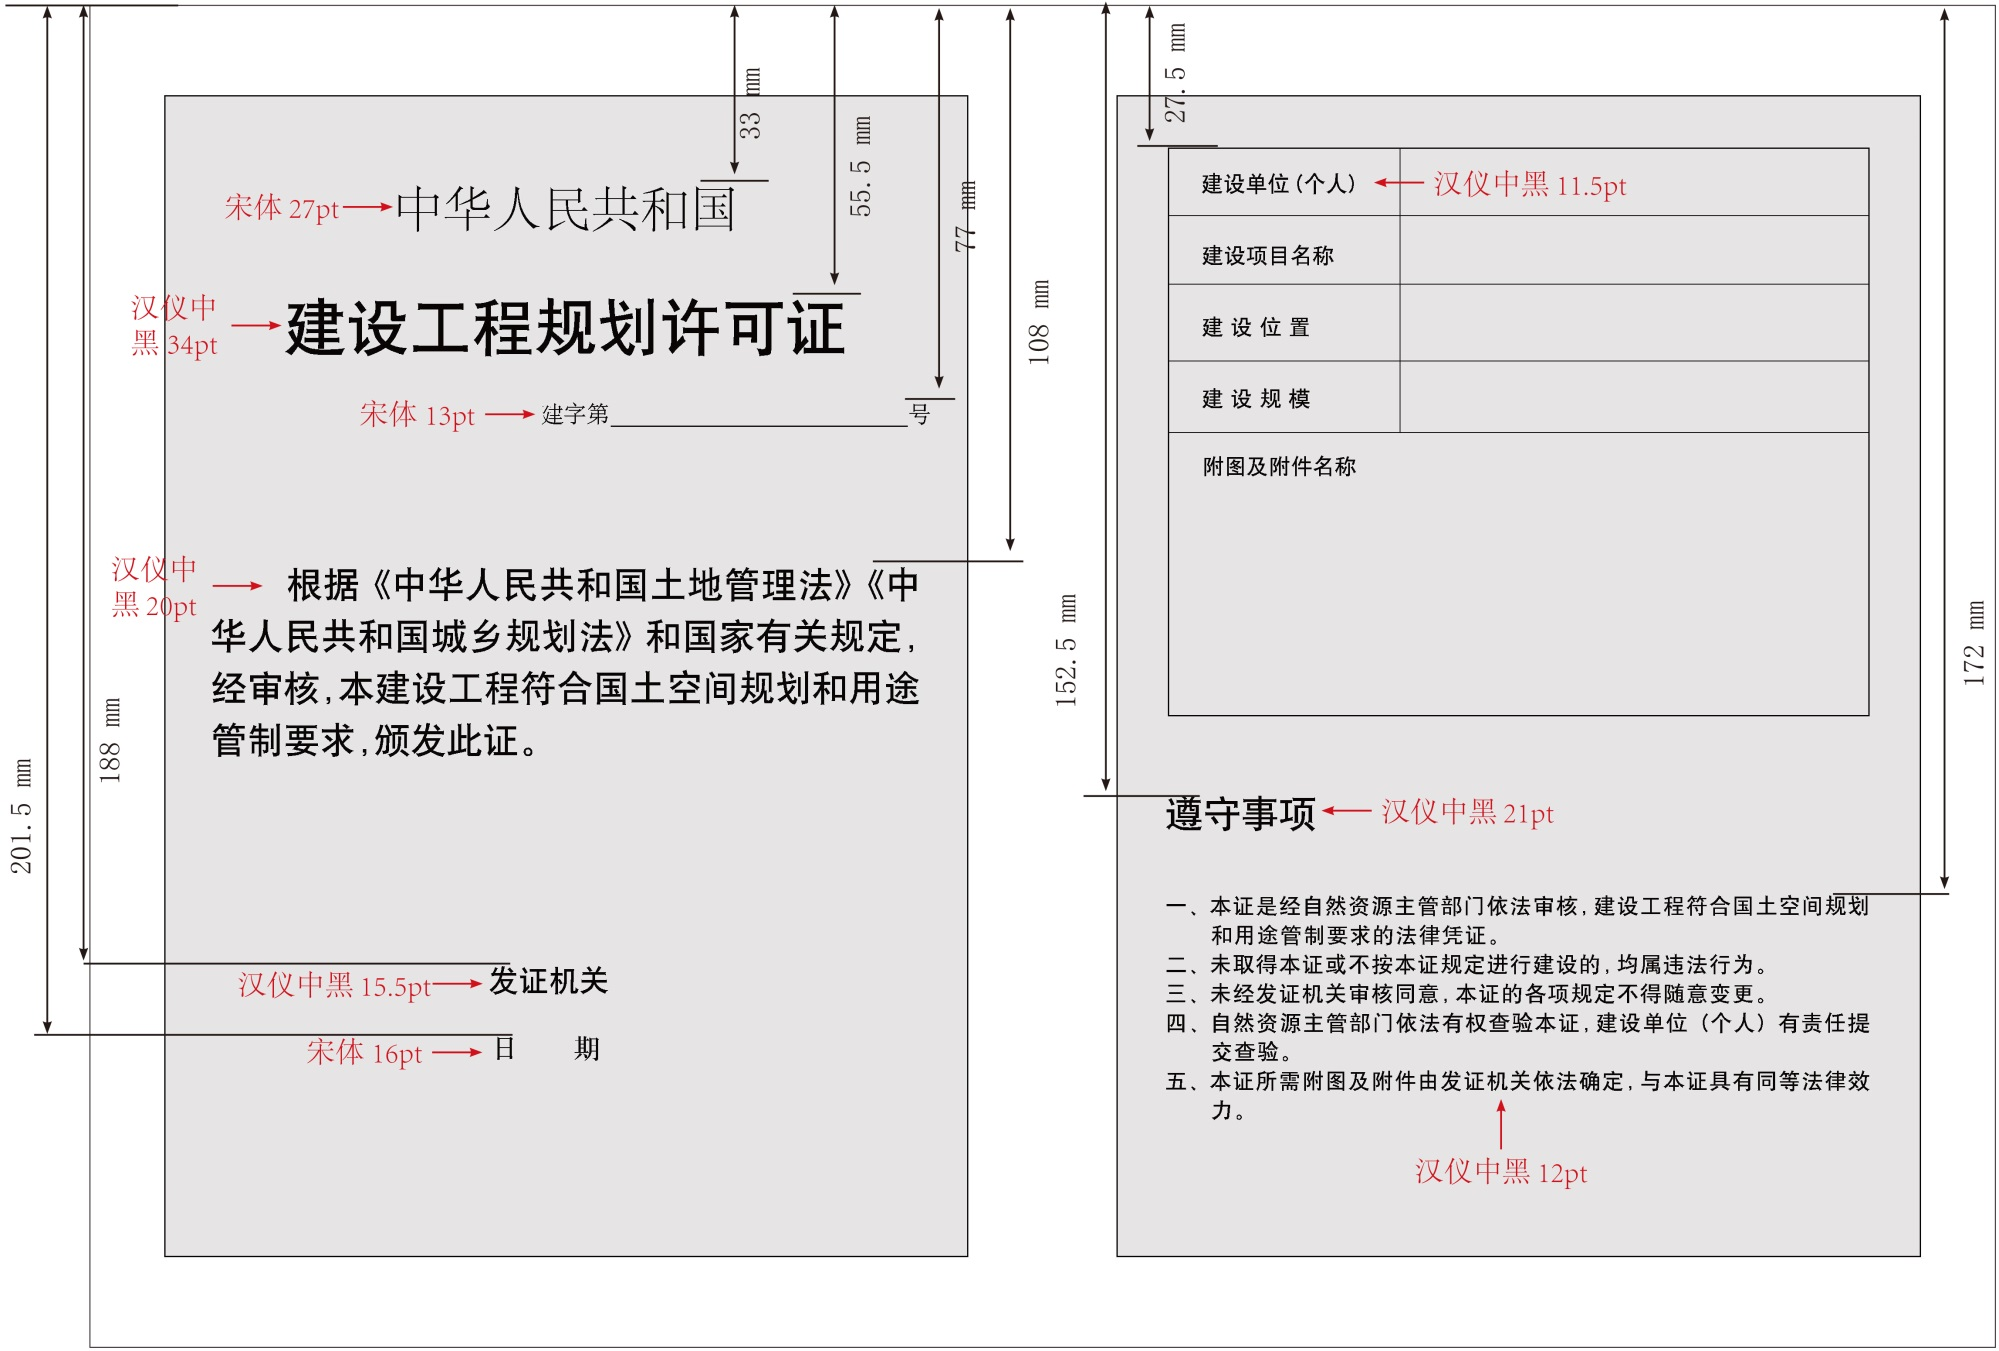 33 mm
55.5 mm
77 mm
108 mm
188 mm
201.5 mm
宋体 27pt
中华人民共和国
汉仪中
黑 34pt
建设工程规划许可证
宋体 13pt
建字第 号
汉仪中
黑 20pt
根据《中华人民共和国土地管理法》《中
华人民共和国城乡规划法》和国家有关规定,
经审核,本建设工程符合国土空间规划和用途
管制要求,颁发此证。
汉仪中黑 15.5pt
发证机关
宋体 16pt
日 期
27.5 mm
152.5 mm
172 mm
建设单位(个人)
汉仪中黑 11.5pt
建设项目名称
建设位置
建设规模
附图及附件名称
遵守事项
汉仪中黑 21pt
一、本证是经自然资源主管部门依法审核,建设工程符合国土空间规划
和用途管制要求的法律凭证。
二、未取得本证或不按本证规定进行建设的,均属违法行为。
三、未经发证机关审核同意,本证的各项规定不得随意变更。
四、自然资源主管部门依法有权查验本证,建设单位(个人)有责任提
交查验。
五、本证所需附图及附件由发证机关依法确定,与本证具有同等法律效
力。
汉仪中黑 12pt